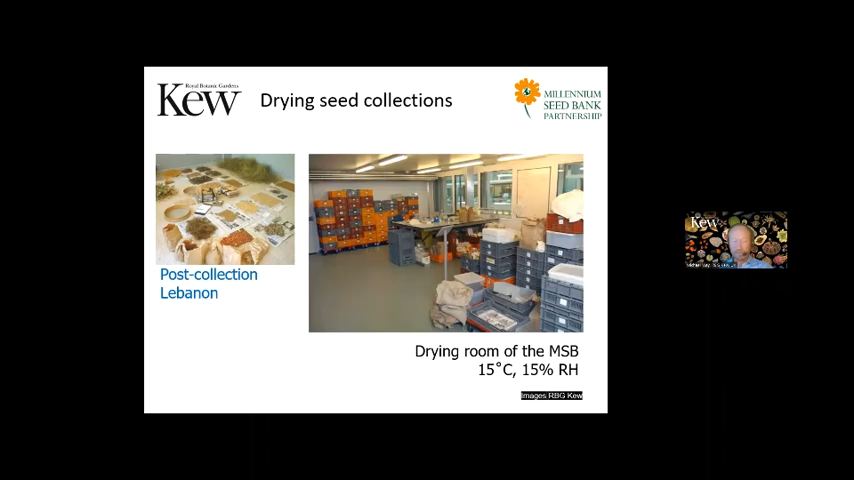 Royal Botanic Gardens
Kew
Drying seed collections
MILLENNIUM
SEED BANK
PARTNERSHIP
Post-collection
Lebanon
Drying room of the MSB
15˚C, 15% RH
Images RBG Kew
Kew